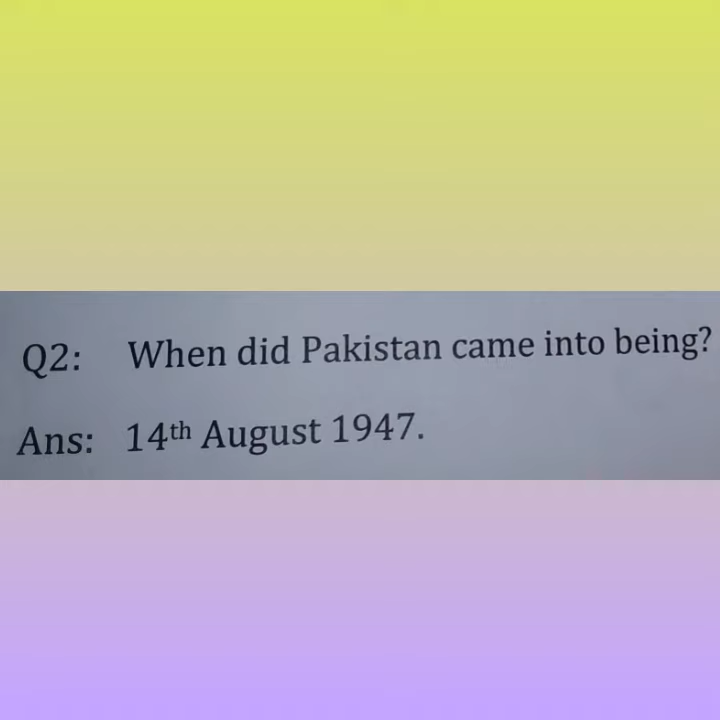 Q2: When did Pakistan came into being?
Ans: 14th August 1947.